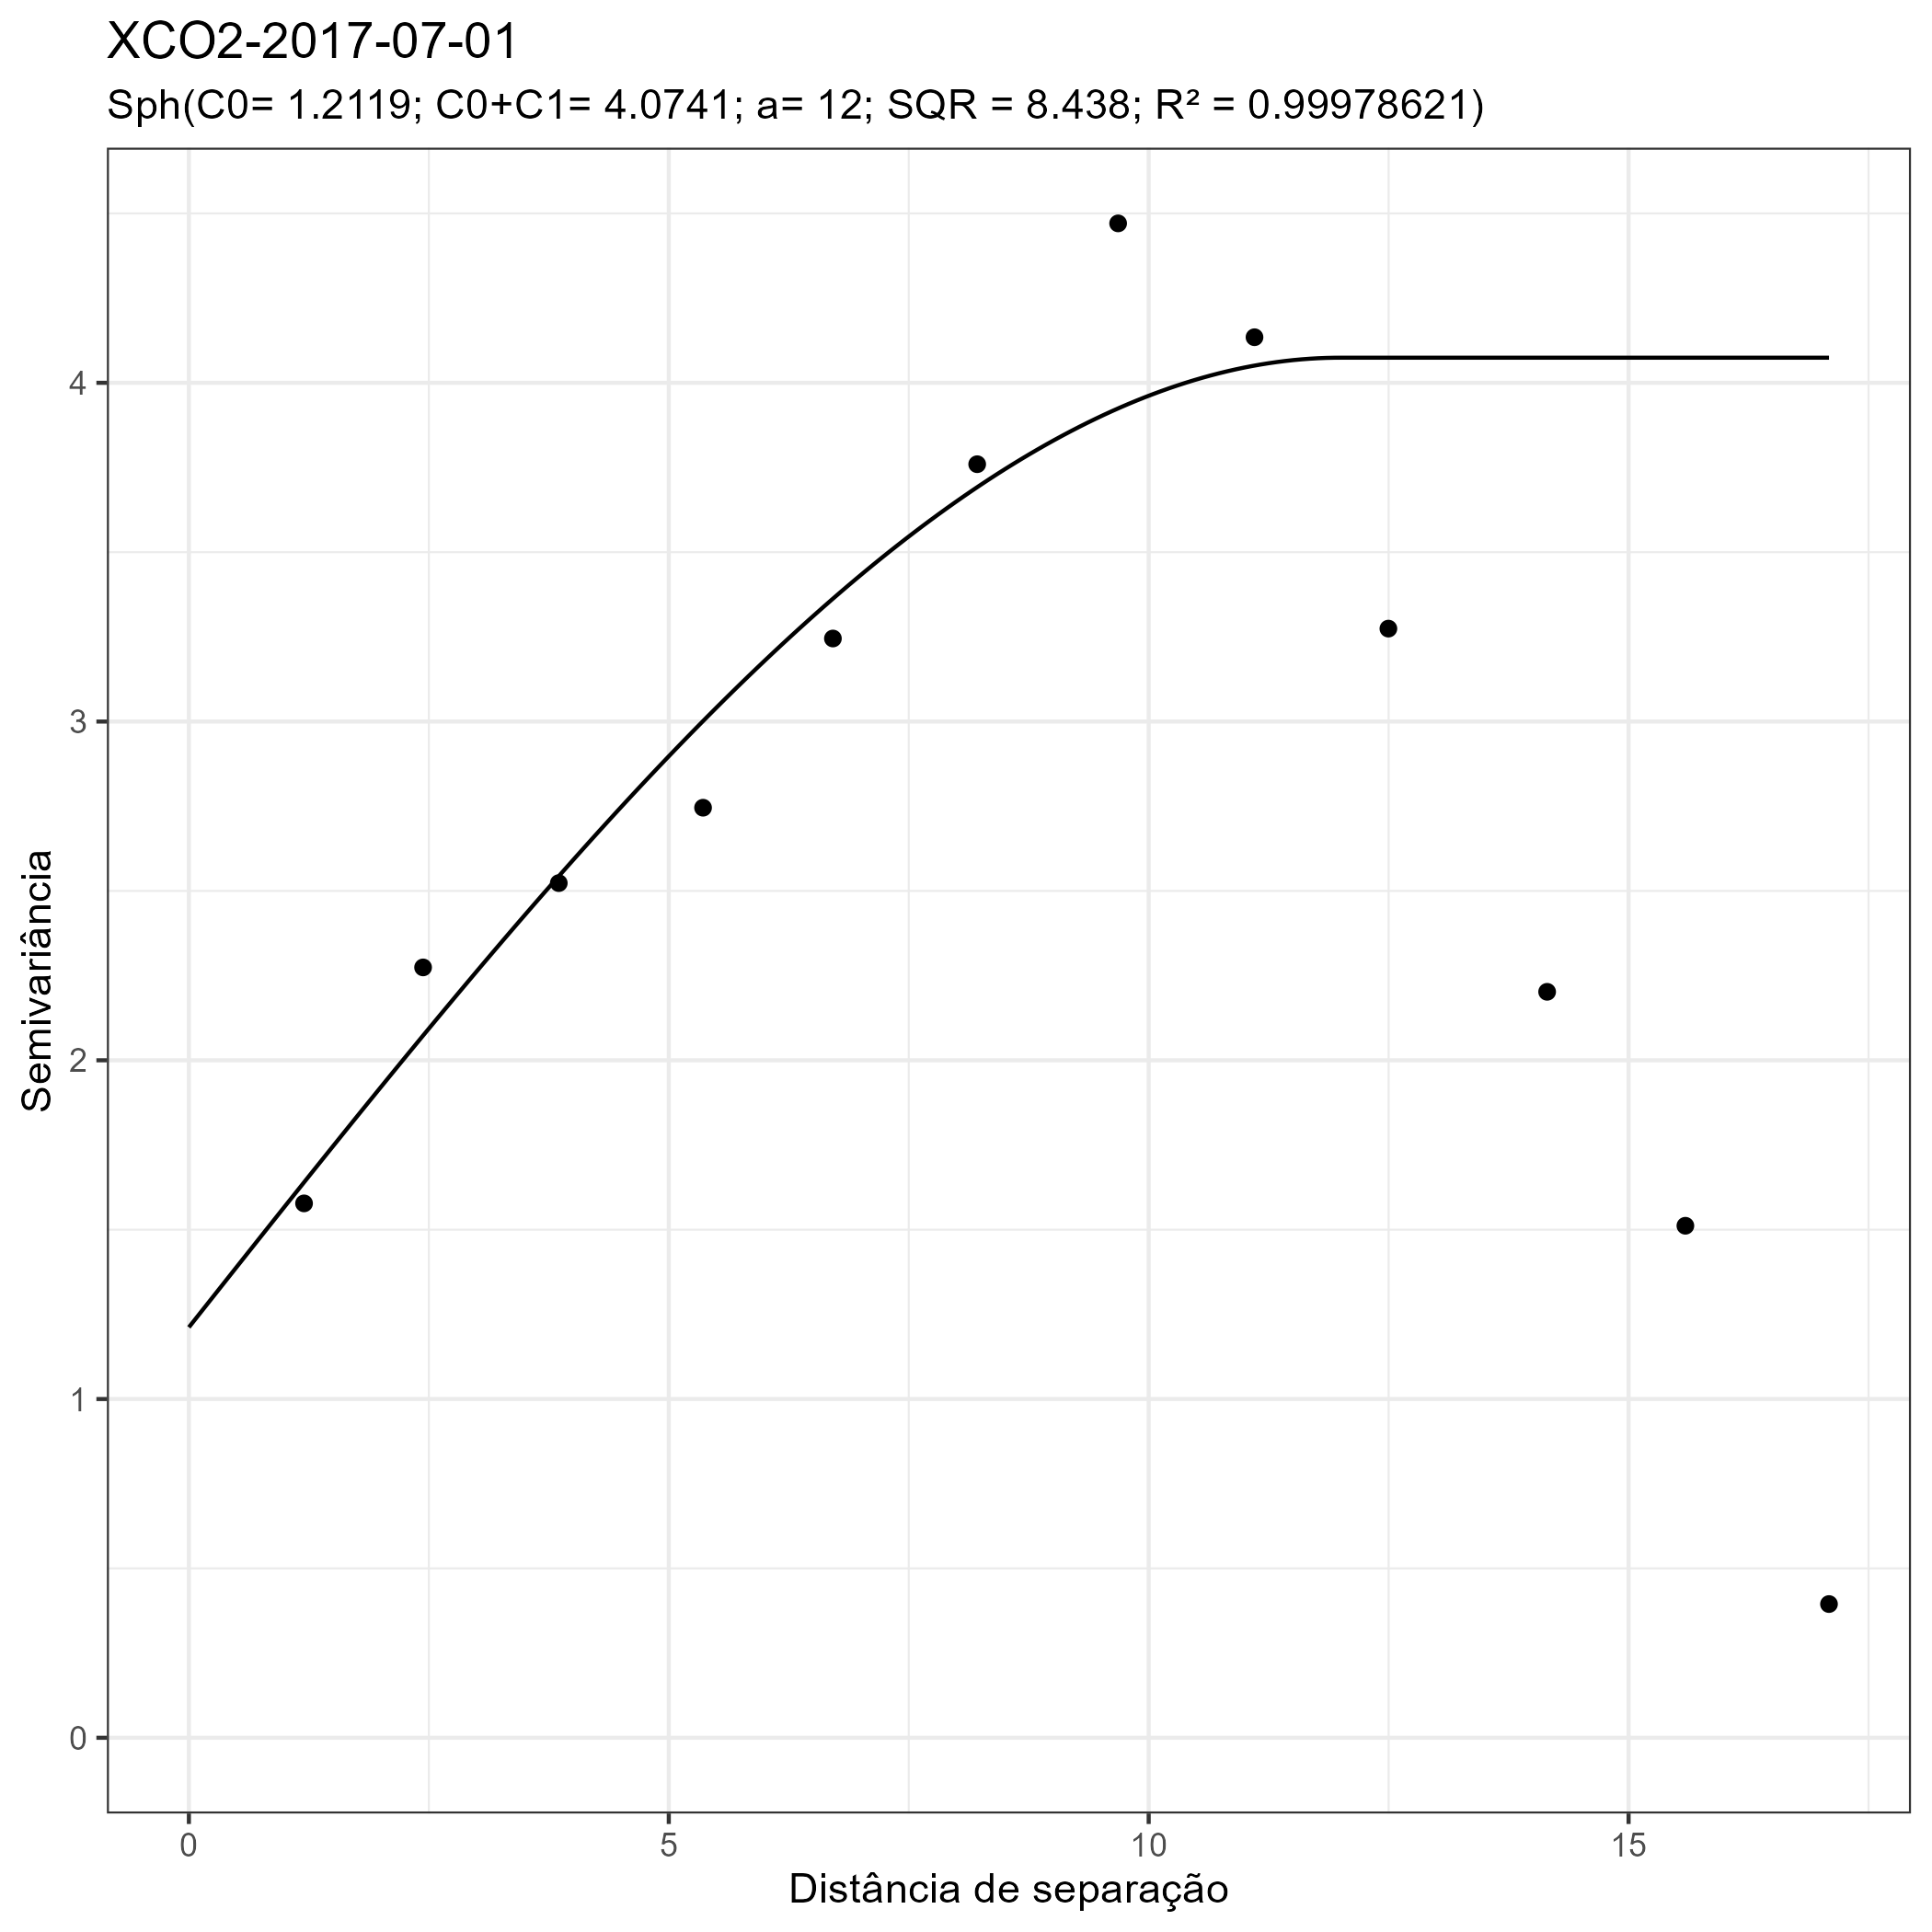 XCO2-2017-07-01
Sph(C0= 1.2119; C0+C1= 4.0741; a= 12; SQR = 8.438; R² = 0.99978621)
Semivariância
4
3
2
1
0
0 5 10 15
Distância de separação